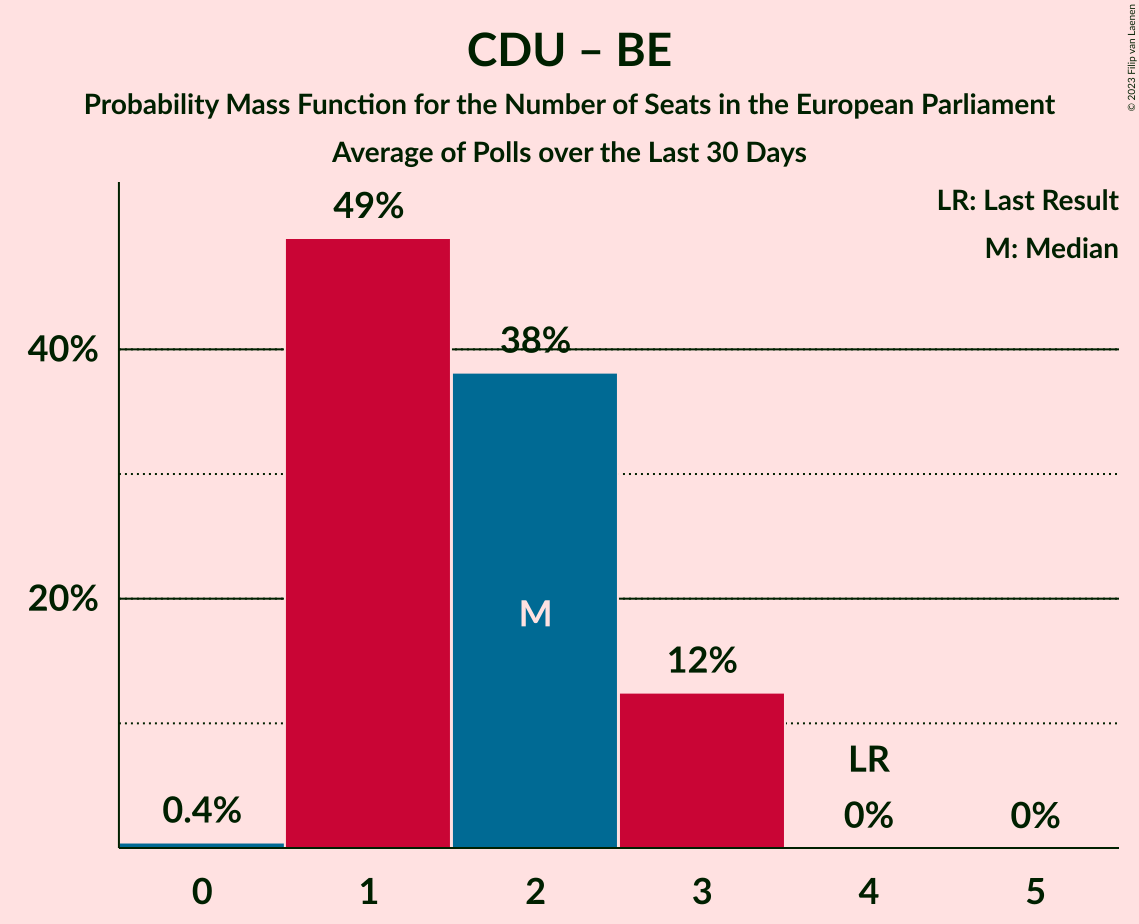 CDU – BE
Probability Mass Function for the Number of Seats in the European Parliament
Average of Polls over the Last 30 Days
© 2023 Filip van Laenen
LR: Last Result
M: Median
49%
38%
40%
20%
M
12%
LR
0.4%
0%
0%
0
1
2
3
4
5